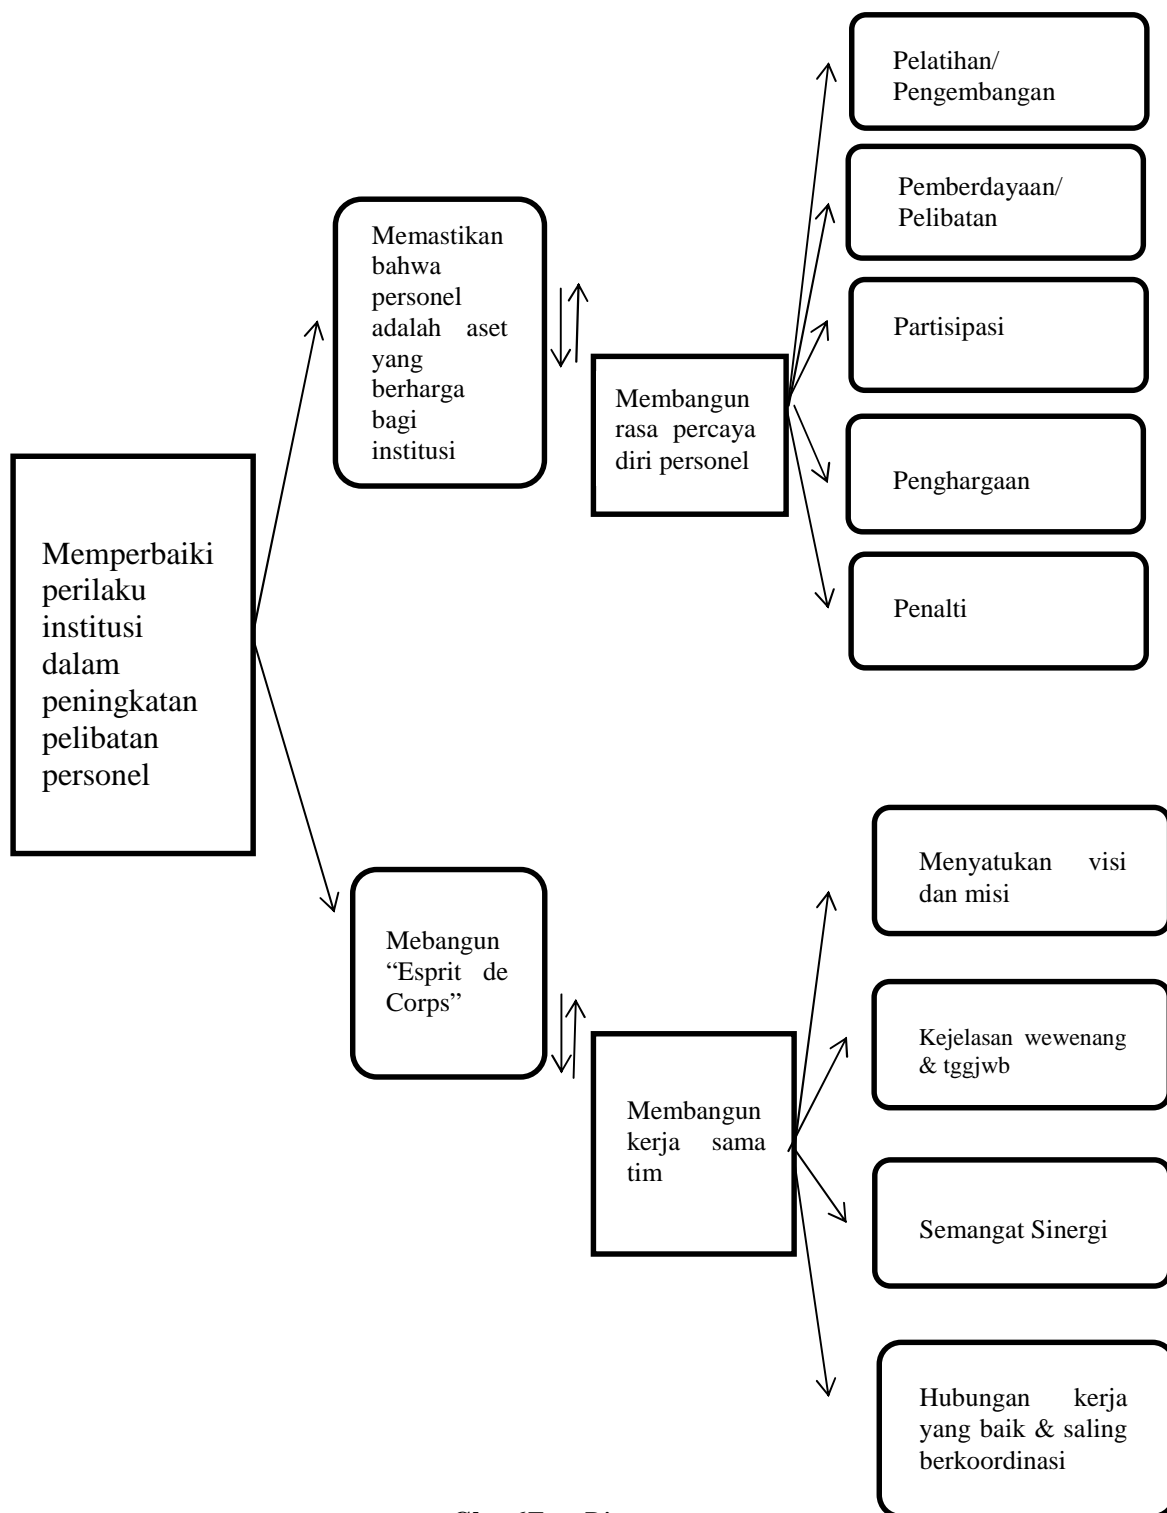 Pelatihan/
Pengembangan
Pemberdayaan/
Pelibatan
Memastikan
bahwa
personel
adalah aset
yang
berharga
bagi
institusi
Partisipasi
Membangun
rasa percaya
diri personel
Penghargaan
Memperbaiki
perilaku
institusi
dalam
peningkatan
pelibatan
personel
Penalti
Menyatukan visi
dan misi
Mebangun
“Esprit de
Corps”
Kejelasan wewenang
& tggjwb
Membangun
kerja sama
tim
Semangat Sinergi
Hubungan kerja
yang baik & saling
berkoordinasi